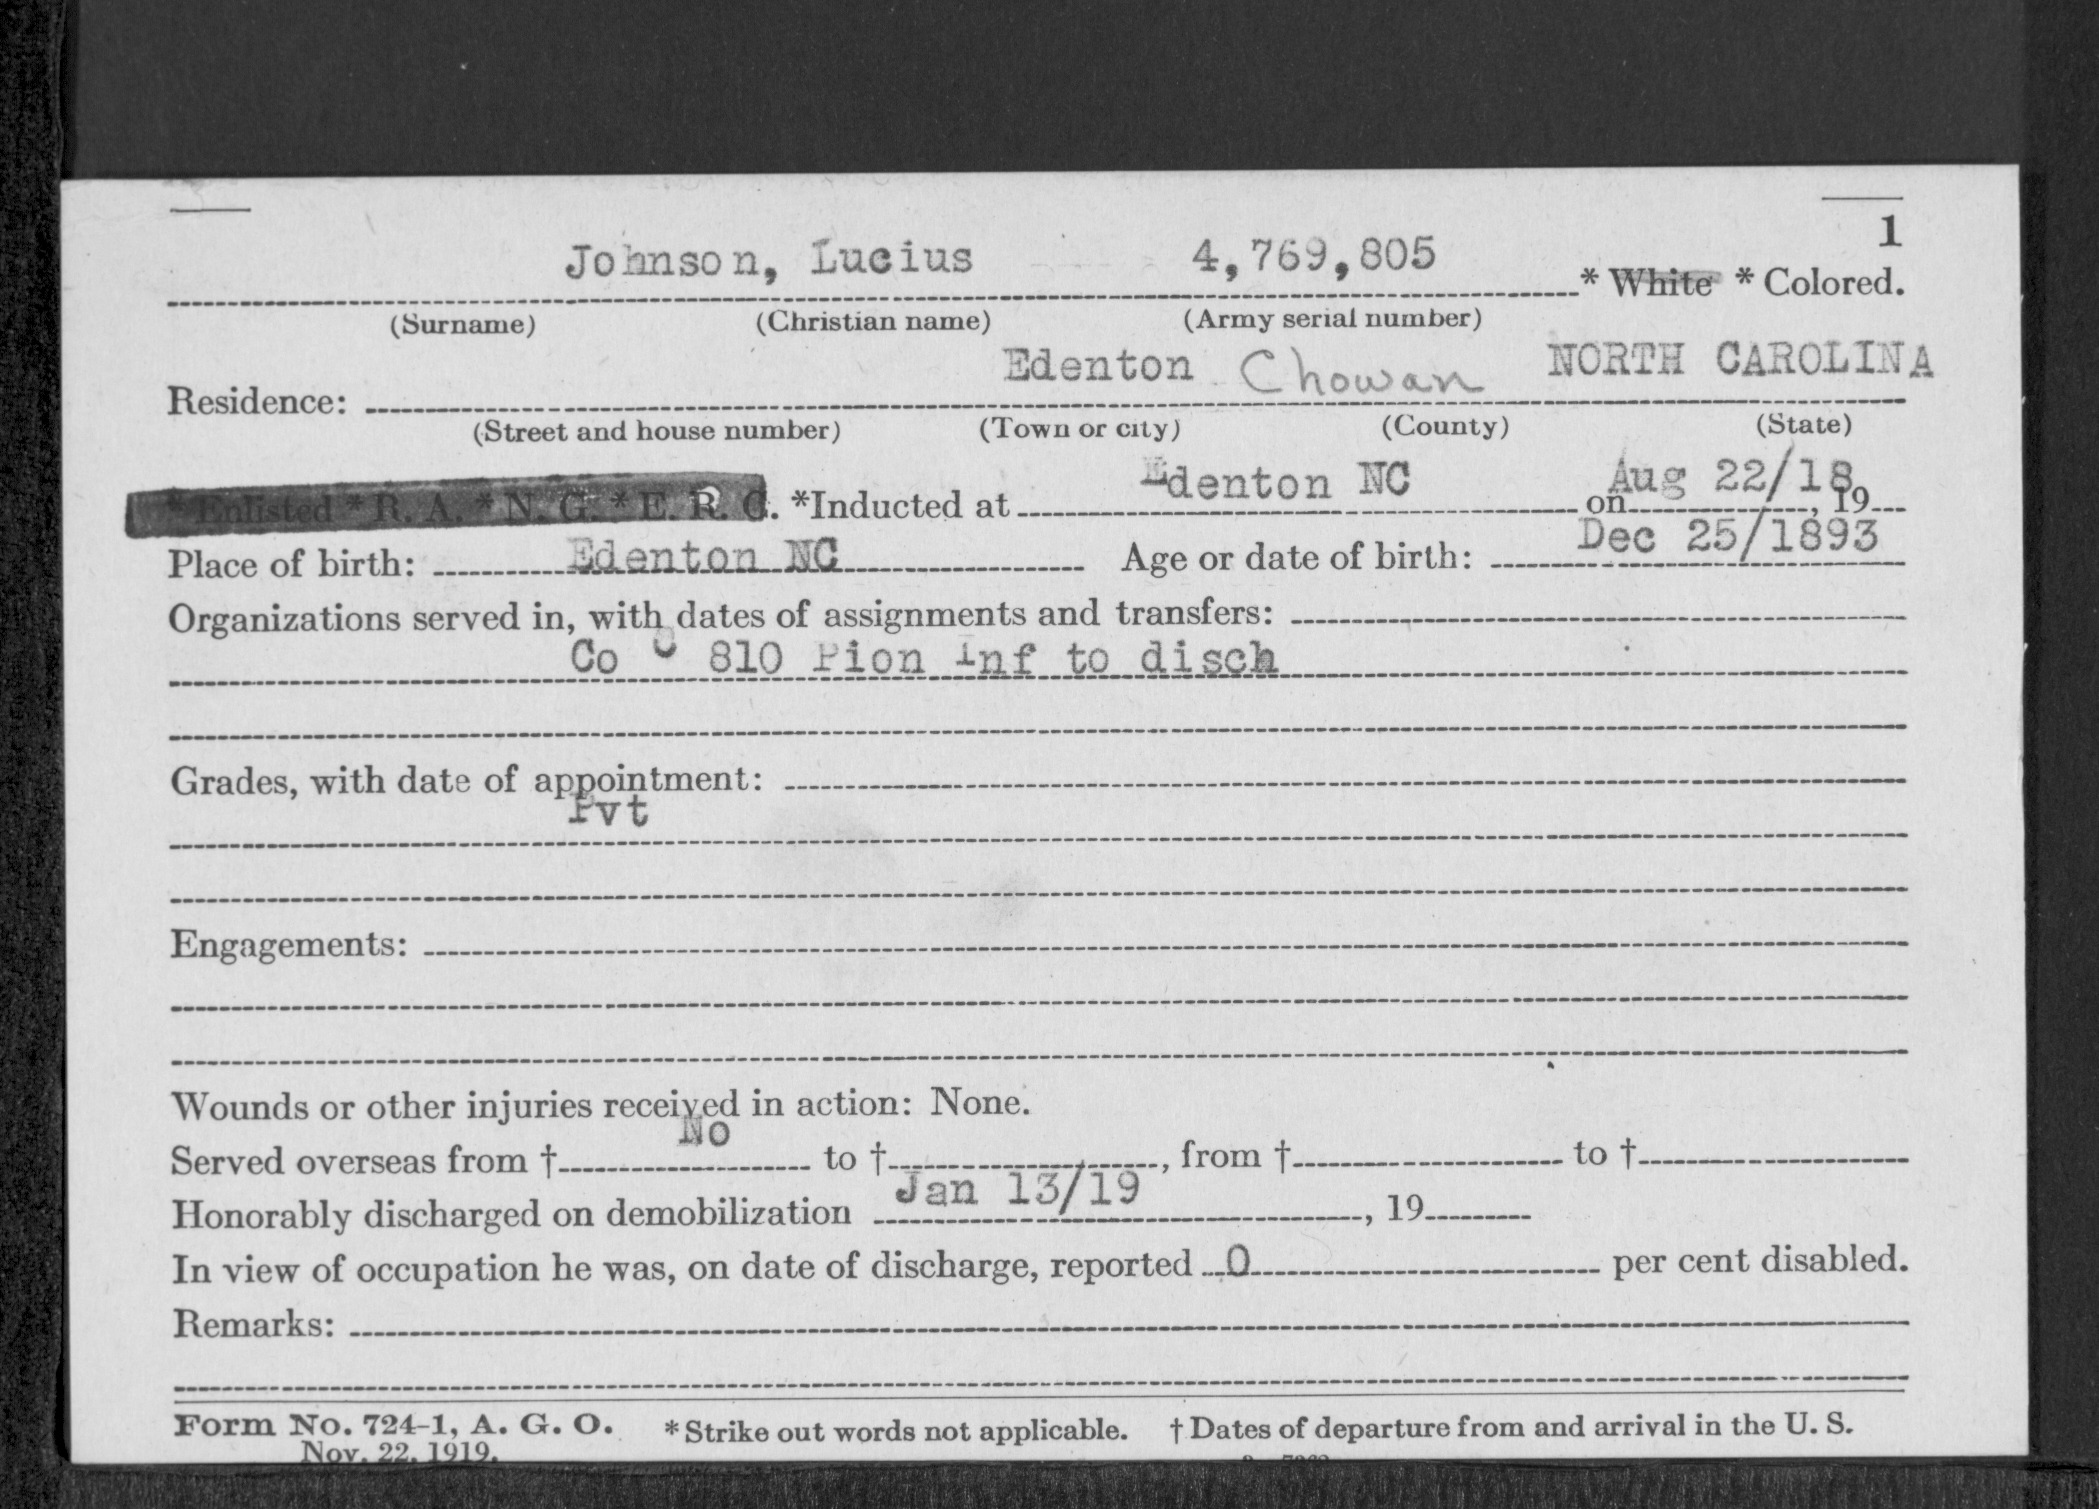 1
Johnson, Lucius 4,769,805 * White * Colored.
(Surname) (Christian name) (Army serial number)
Residence: Edenton Chowan NORTH CAROLINA
(Street and house number) (Town or city) (County) (State)
* Enlisted * R. A. * N. G. * E. R. C. *Inducted at Edenton NC on Aug 22/18, 19
Place of birth: Edenton NC Age or date of birth: Dec 25/1893
Organizations served in, with dates of assignments and transfers:
Co C 810 Pion Inf to disch
Grades, with date of appointment:
Pvt
Engagements:
Wounds or other injuries received in action: None.
Served overseas from † No to †, from † to †
Honorably discharged on demobilization Jan 13/19, 19
In view of occupation he was, on date of discharge, reported 0 per cent disabled.
Remarks:
Form No. 724-1, A. G. O. * Strike out words not applicable. † Dates of departure from and arrival in the U. S.
Nov. 22, 1919.